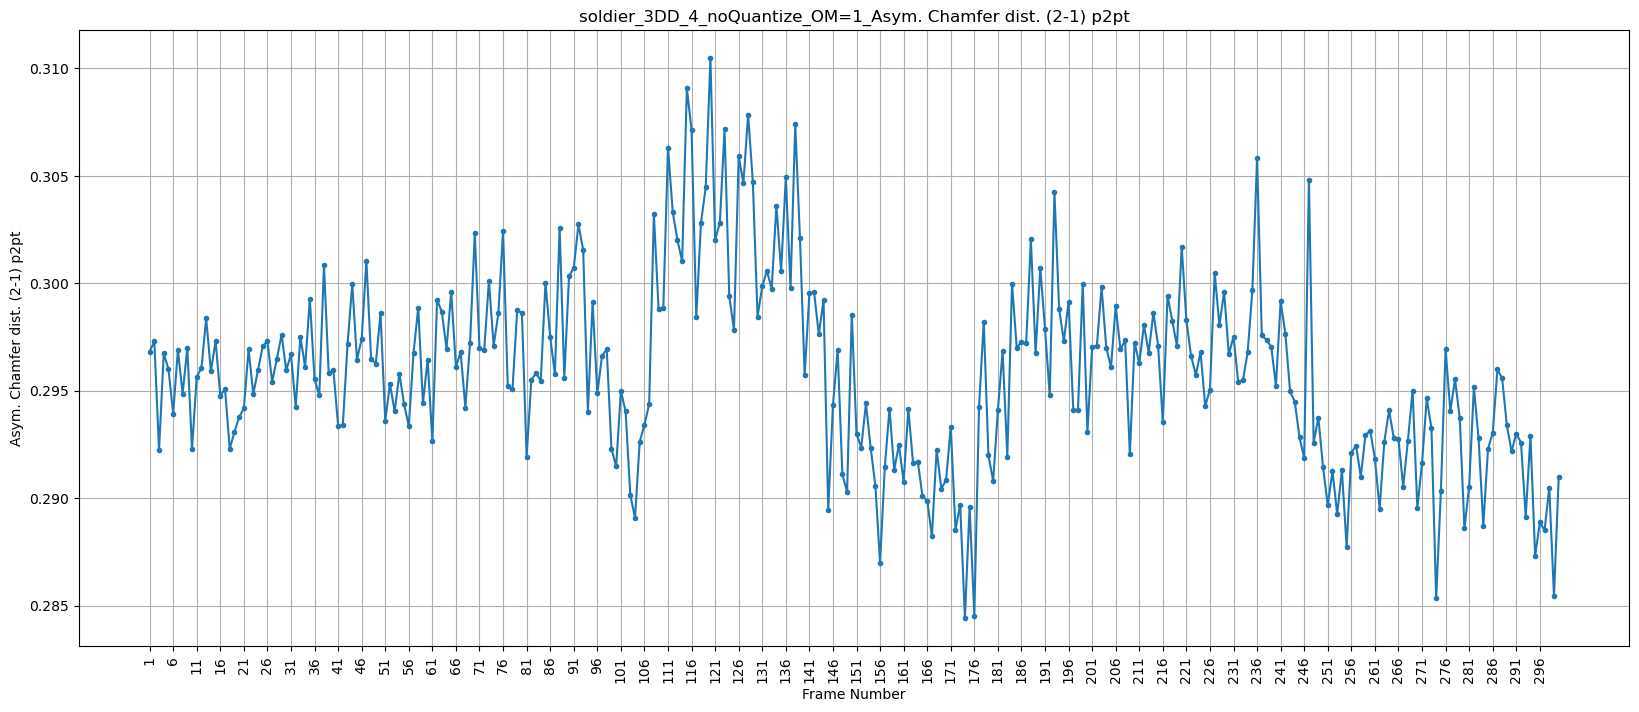 soldier_3DD_4_noQuantize_OM=1_Asym. Chamfer dist. (2-1) p2pt
0.310
0.305
0.300
0.295
0.290
0.285
Asym. Chamfer dist. (2-1) p2pt
1 6 11 16 21 26 31 36 41 46 51 56 61 66 71 76 81 86 91 96 101 106 111 116 121 126 131 136 141 146 151 156 161 166 171 176 181 186 191 196 201 206 211 216 221 226 231 236 241 246 251 256 261 266 271 276 281 286 291 296
Frame Number